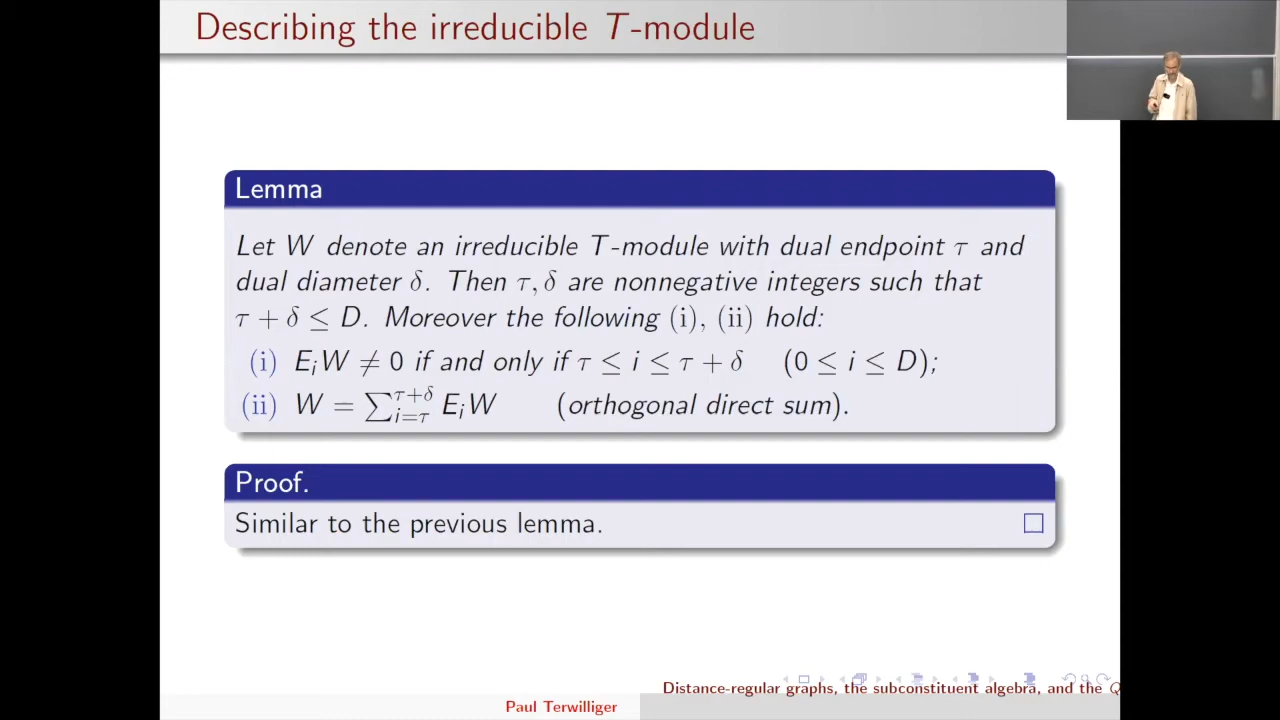 Describing the irreducible T-module
Lemma
Let W denote an irreducible T-module with dual endpoint τ and
dual diameter δ. Then τ, δ are nonnegative integers such that
τ + δ ≤ D. Moreover the following (i), (ii) hold:
(i) EᵢW ≠ 0 if and only if τ ≤ i ≤ τ + δ (0 ≤ i ≤ D);
(ii) W = ∑_{i=τ}^{τ+δ} EᵢW (orthogonal direct sum).
Proof.
Similar to the previous lemma. □
Distance-regular graphs, the subconstituent algebra, and the Q
Paul Terwilliger